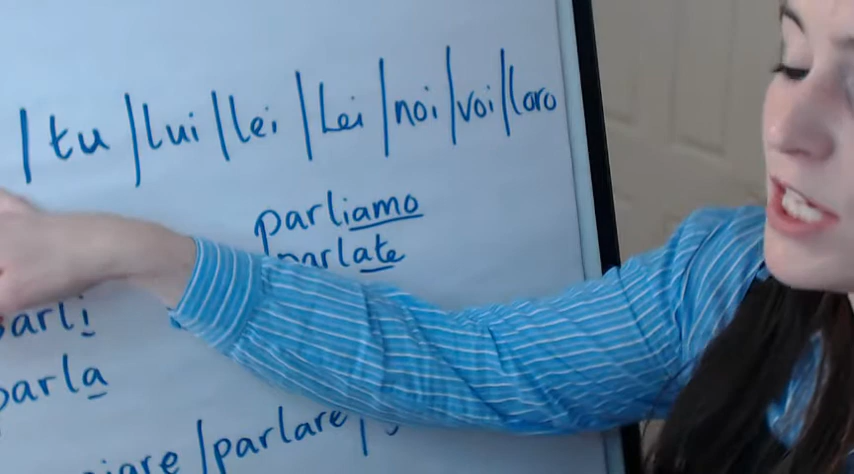 | tu | lui | lei | Lei | noi | voi | loro
parliamo
parlate
parli
parla
/parlare/